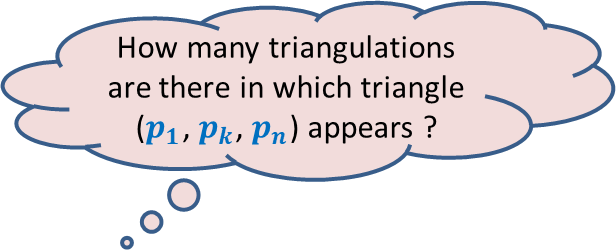 How many triangulations
are there in which triangle
(p₁, pₖ, pₙ) appears ?